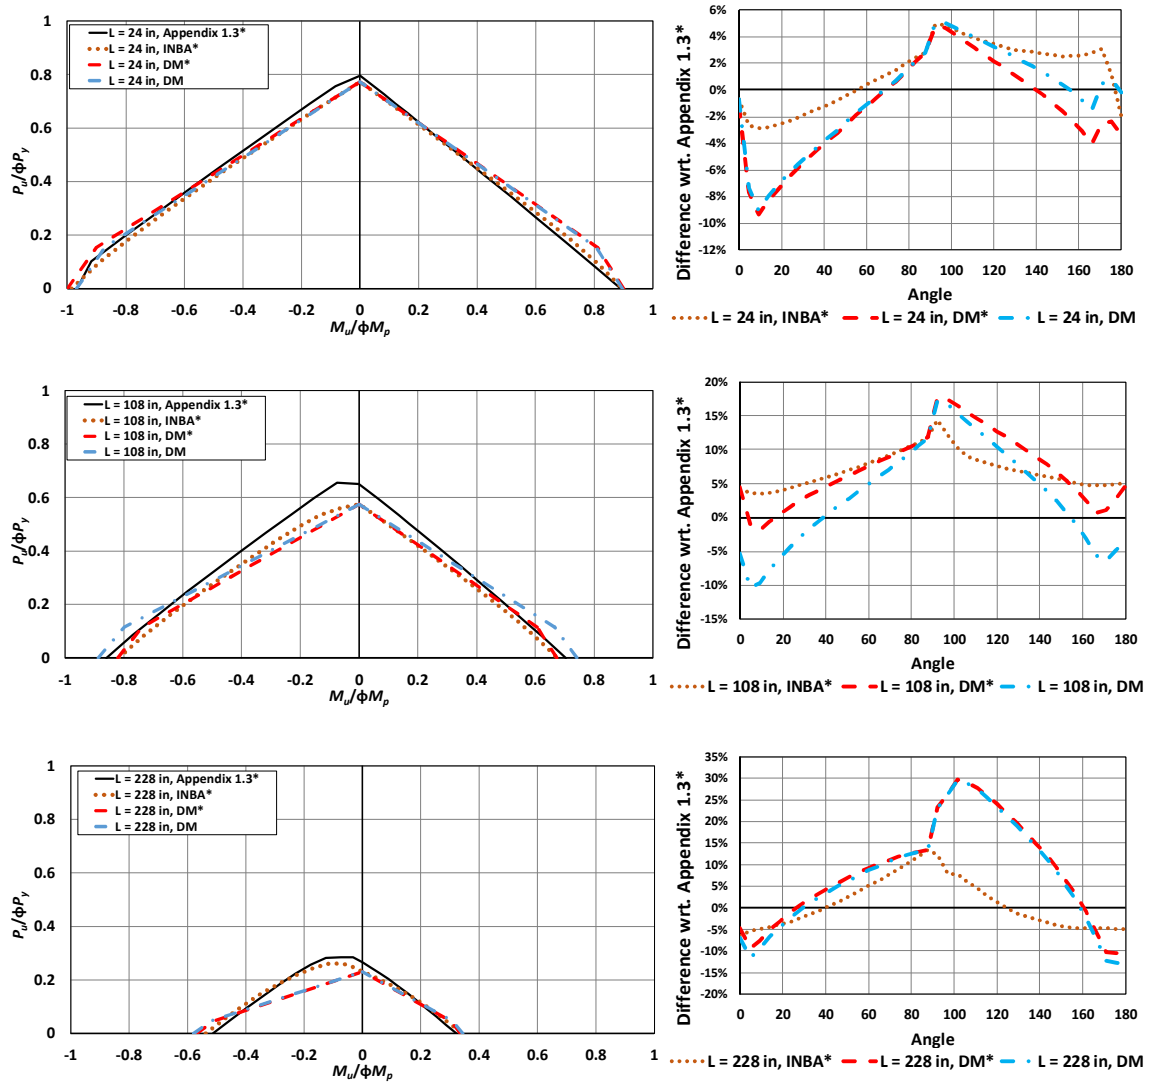 1
0.8
0.6
0.4
0.2
0
Pu/ϕPy
L = 24 in, Appendix 1.3*
L = 24 in, INBA*
L = 24 in, DM*
L = 24 in, DM
-1 -0.8 -0.6 -0.4 -0.2 0 0.2 0.4 0.6 0.8 1
Mu/ϕMp
6%
4%
2%
0%
-2%
-4%
-6%
-8%
-10%
-12%
Difference wrt. Appendix 1.3*
0 20 40 60 80 100 120 140 160 180
Angle
L = 24 in, INBA* L = 24 in, DM* L = 24 in, DM
1
0.8
0.6
0.4
0.2
0
Pu/ϕPy
L = 108 in, Appendix 1.3*
L = 108 in, INBA*
L = 108 in, DM*
L = 108 in, DM
-1 -0.8 -0.6 -0.4 -0.2 0 0.2 0.4 0.6 0.8 1
Mu/ϕMp
20%
15%
10%
5%
0%
-5%
-10%
-15%
Difference wrt. Appendix 1.3*
0 20 40 60 80 100 120 140 160 180
Angle
L = 108 in, INBA* L = 108 in, DM* L = 108 in, DM
1
0.8
0.6
0.4
0.2
0
Pu/ϕPy
L = 228 in, Appendix 1.3*
L = 228 in, INBA*
L = 228 in, DM*
L = 228 in, DM
-1 -0.8 -0.6 -0.4 -0.2 0 0.2 0.4 0.6 0.8 1
Mu/ϕMp
35%
30%
25%
20%
15%
10%
5%
0%
-5%
-10%
-15%
-20%
Difference wrt. Appendix 1.3*
0 20 40 60 80 100 120 140 160 180
Angle
L = 228 in, INBA* L = 228 in, DM* L = 228 in, DM